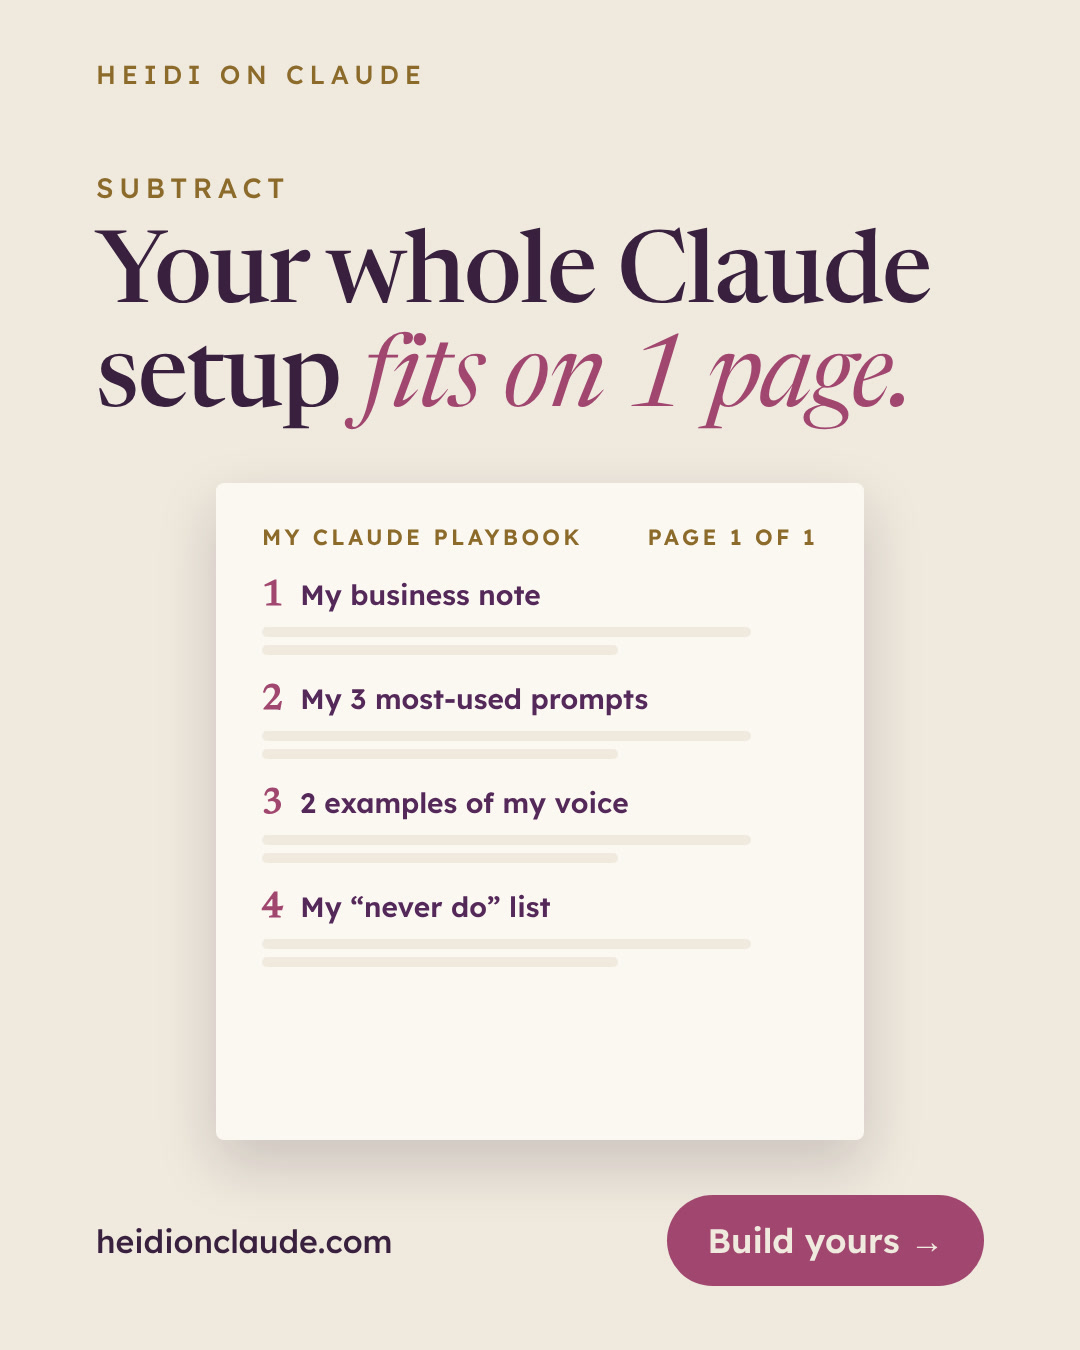 HEIDI ON CLAUDE
SUBTRACT
Your whole Claude
setup fits on 1 page.
MY CLAUDE PLAYBOOK PAGE 1 OF 1
1 My business note
2 My 3 most-used prompts
3 2 examples of my voice
4 My “never do” list
heidionclaude.com
Build yours →